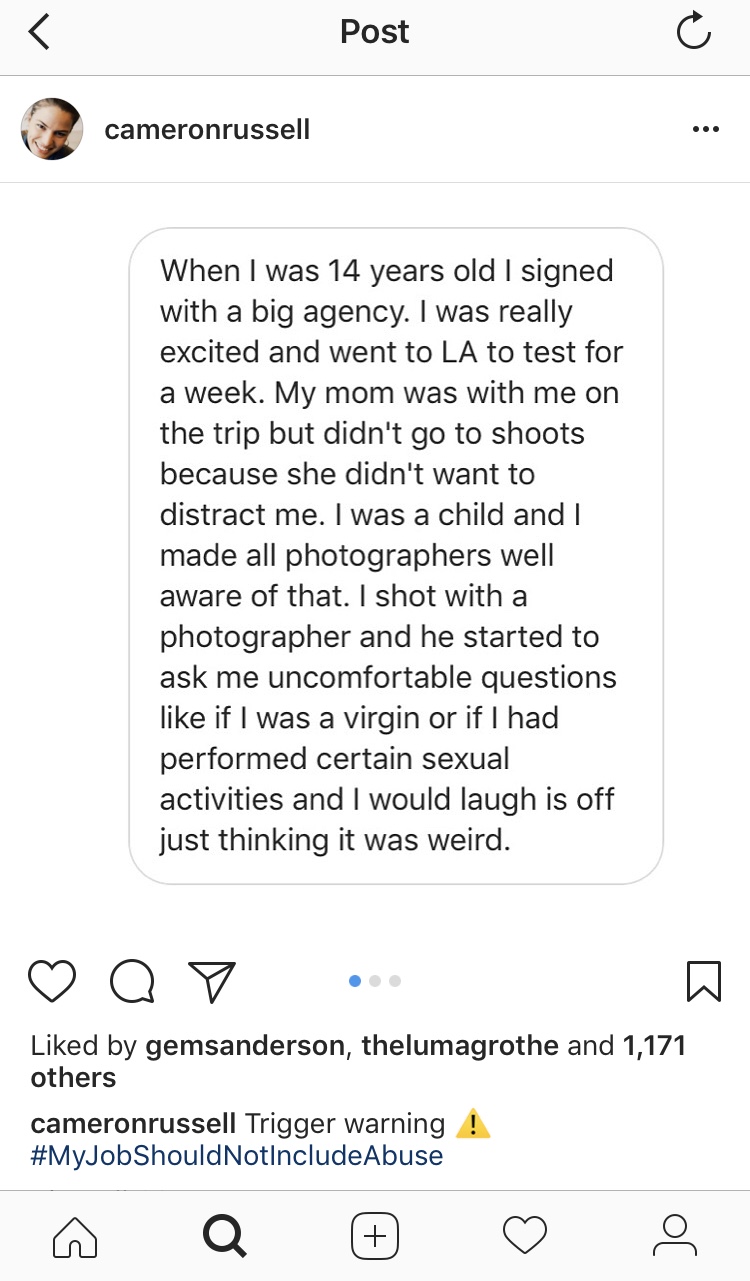 Post
cameronrussell
When I was 14 years old I signed
with a big agency. I was really
excited and went to LA to test for
a week. My mom was with me on
the trip but didn't go to shoots
because she didn't want to
distract me. I was a child and I
made all photographers well
aware of that. I shot with a
photographer and he started to
ask me uncomfortable questions
like if I was a virgin or if I had
performed certain sexual
activities and I would laugh is off
just thinking it was weird.
Liked by gemsanderson, thelumagrothe and 1,171
others
cameronrussell Trigger warning ⚠️
#MyJobShouldNotIncludeAbuse